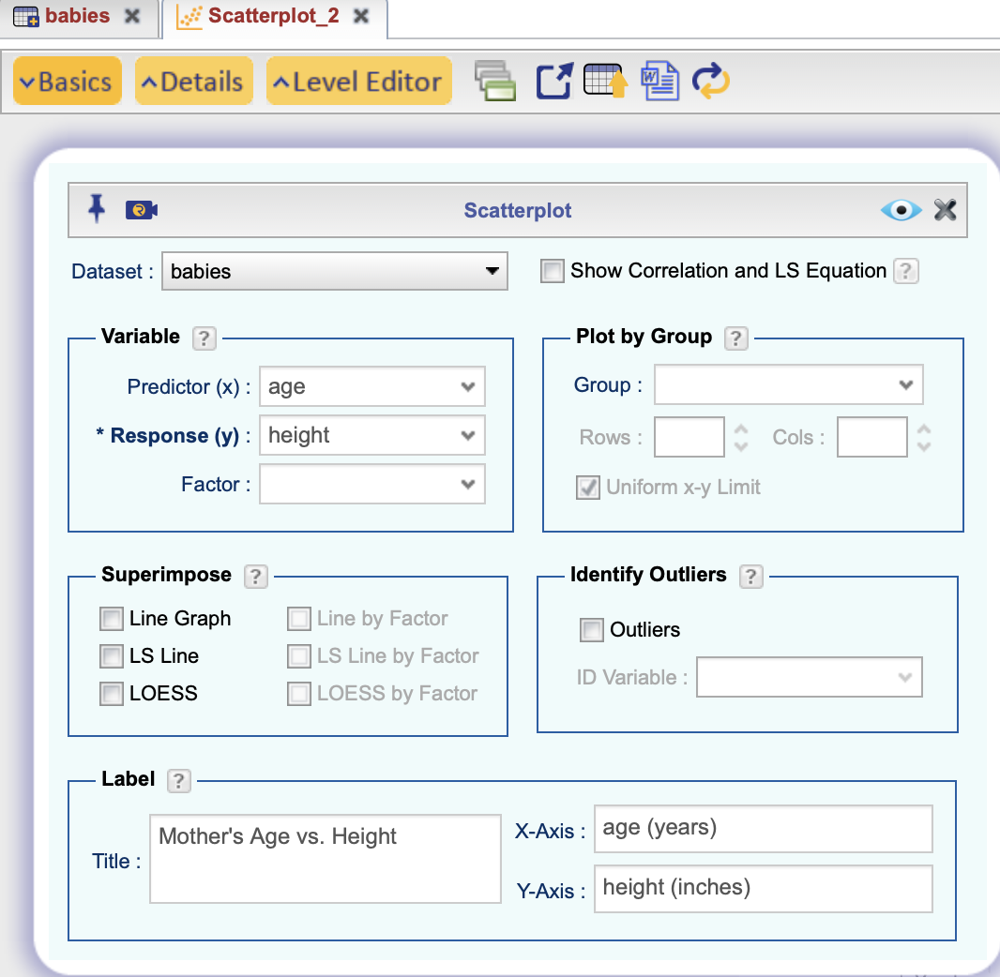 babies Scatterplot_2
Basics Details Level Editor
Scatterplot
Dataset : babies
Show Correlation and LS Equation ?
Variable ?
Predictor (x) : age
* Response (y) : height
Factor :
Plot by Group ?
Group :
Rows : Cols :
Uniform x-y Limit
Superimpose ?
Line Graph Line by Factor
LS Line LS Line by Factor
LOESS LOESS by Factor
Identify Outliers ?
Outliers
ID Variable :
Label ?
Title : Mother's Age vs. Height
X-Axis : age (years)
Y-Axis : height (inches)